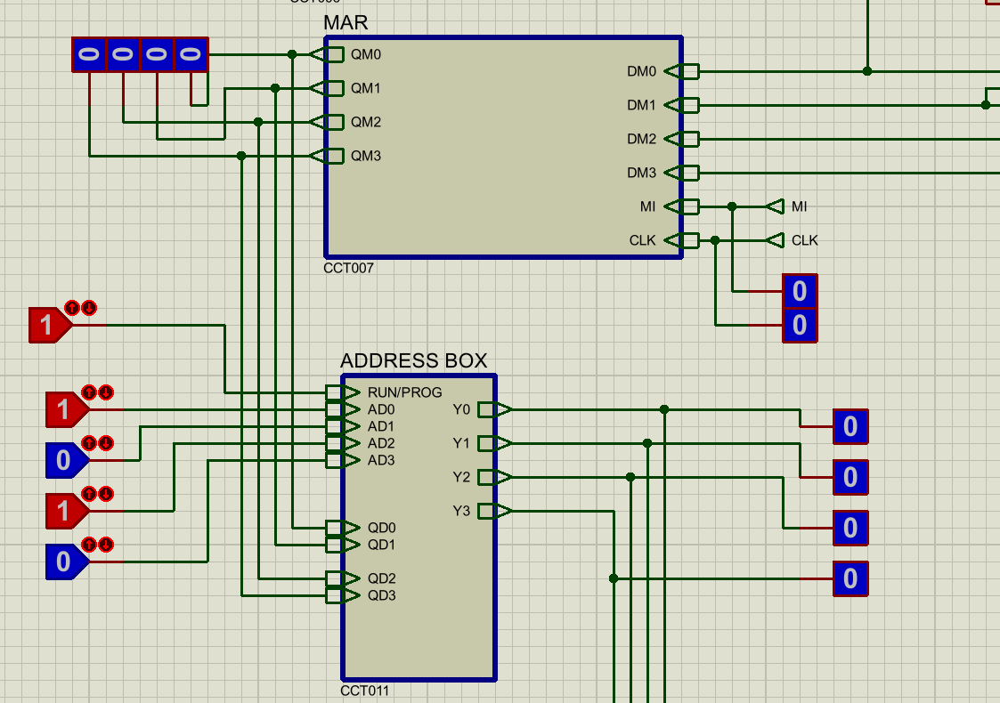 MAR
0 0 0 0
QM0
QM1
QM2
QM3
DM0
DM1
DM2
DM3
MI MI
CLK CLK
CCT007
0
0
1
ADDRESS BOX
RUN/PROG
1
AD0
AD1
0
AD2
AD3
1
0
QD0
QD1
QD2
QD3
Y0
Y1
Y2
Y3
0
0
0
0
CCT011